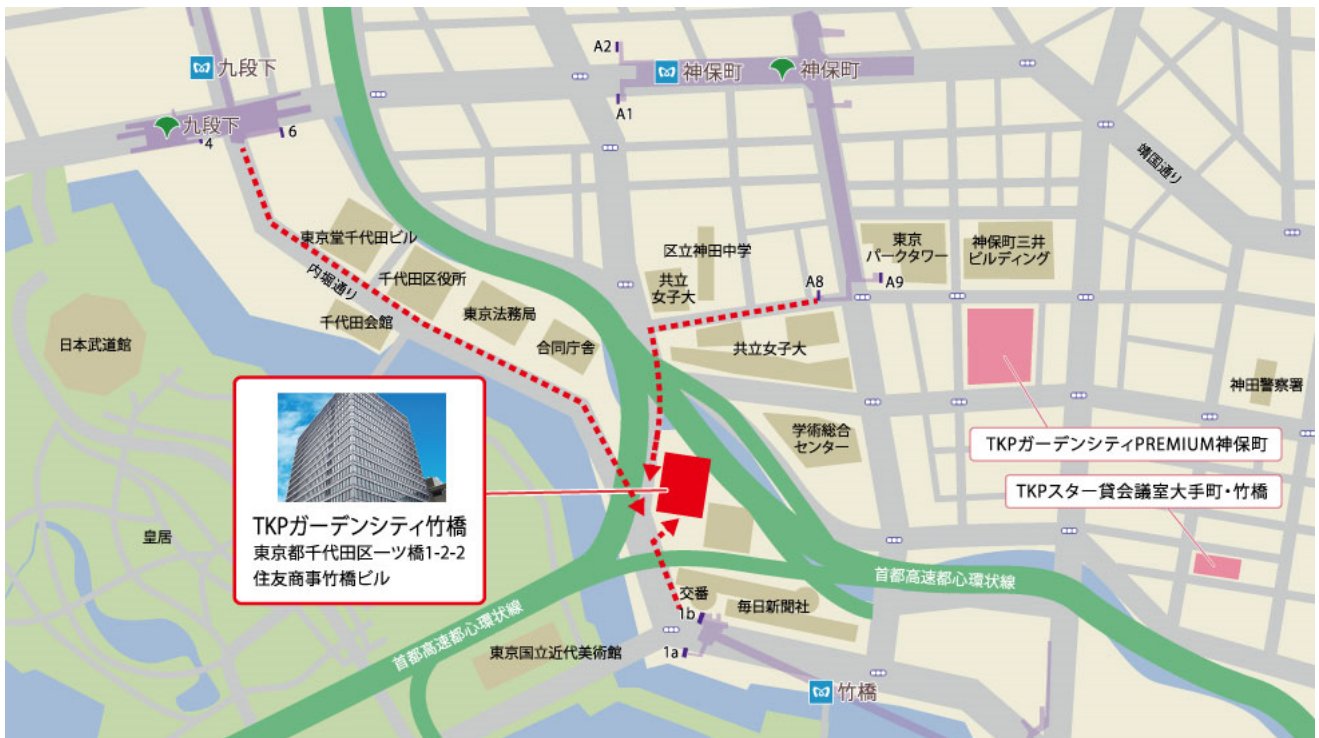 A2
九段下
神保町
神保町
A1
九段下
6
4
靖国通り
東京堂千代田ビル
区立神田中学
東京
パークタワー
神保町三井
ビルディング
内堀通り
千代田区役所
共立
女子大
A8
A9
千代田会館
東京法務局
日本武道館
合同庁舎
共立女子大
神田警察署
学術総合
センター
TKPガーデンシティPREMIUM神保町
TKPスター貸会議室大手町・竹橋
TKPガーデンシティ竹橋
東京都千代田区一ツ橋1-2-2
住友商事竹橋ビル
皇居
首都高速都心環状線
首都高速都心環状線
交番
1b
毎日新聞社
東京国立近代美術館
1a
竹橋